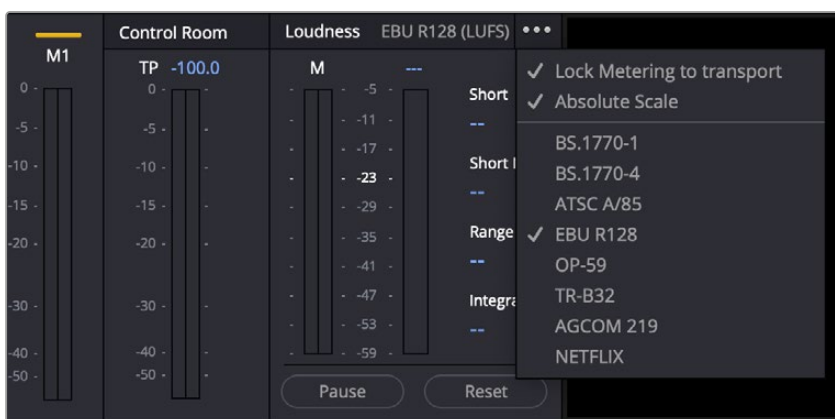 M1
0
-5
-10
-15
-20
-30
-40
-50
Control Room
TP -100.0
0
-5
-10
-15
-20
-30
-40
-50
Loudness EBU R128 (LUFS)
M ---
-5
-11
-17
-23
-29
-35
-41
-47
-53
-59
Short
--
Short
--
Range
--
--
Pause Reset
Lock Metering to transport
Absolute Scale
BS.1770-1
BS.1770-4
ATSC A/85
EBU R128
OP-59
TR-B32
AGCOM 219
NETFLIX